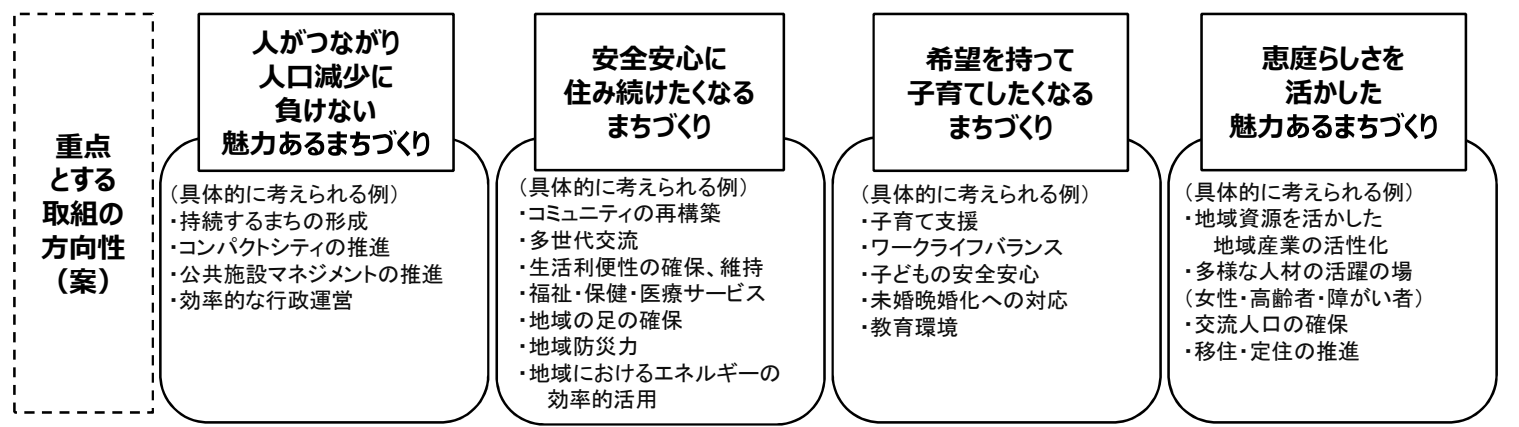 重点
とする
取組の
方向性
（案）
人がつながり
人口減少に
負けない
魅力あるまちづくり
（具体的に考えられる例）
・持続するまちの形成
・コンパクトシティの推進
・公共施設マネジメントの推進
・効率的な行政運営
安全安心に
住み続けたくなる
まちづくり
（具体的に考えられる例）
・コミュニティの再構築
・多世代交流
・生活利便性の確保、維持
・福祉・保健・医療サービス
・地域の足の確保
・地域防災力
・地域におけるエネルギーの
効率的活用
希望を持って
子育てしたくなる
まちづくり
（具体的に考えられる例）
・子育て支援
・ワークライフバランス
・子どもの安全安心
・未婚晩婚化への対応
・教育環境
恵庭らしさを
活かした
魅力あるまちづくり
（具体的に考えられる例）
・地域資源を活かした
地域産業の活性化
・多様な人材の活躍の場
（女性・高齢者・障がい者）
・交流人口の確保
・移住・定住の推進